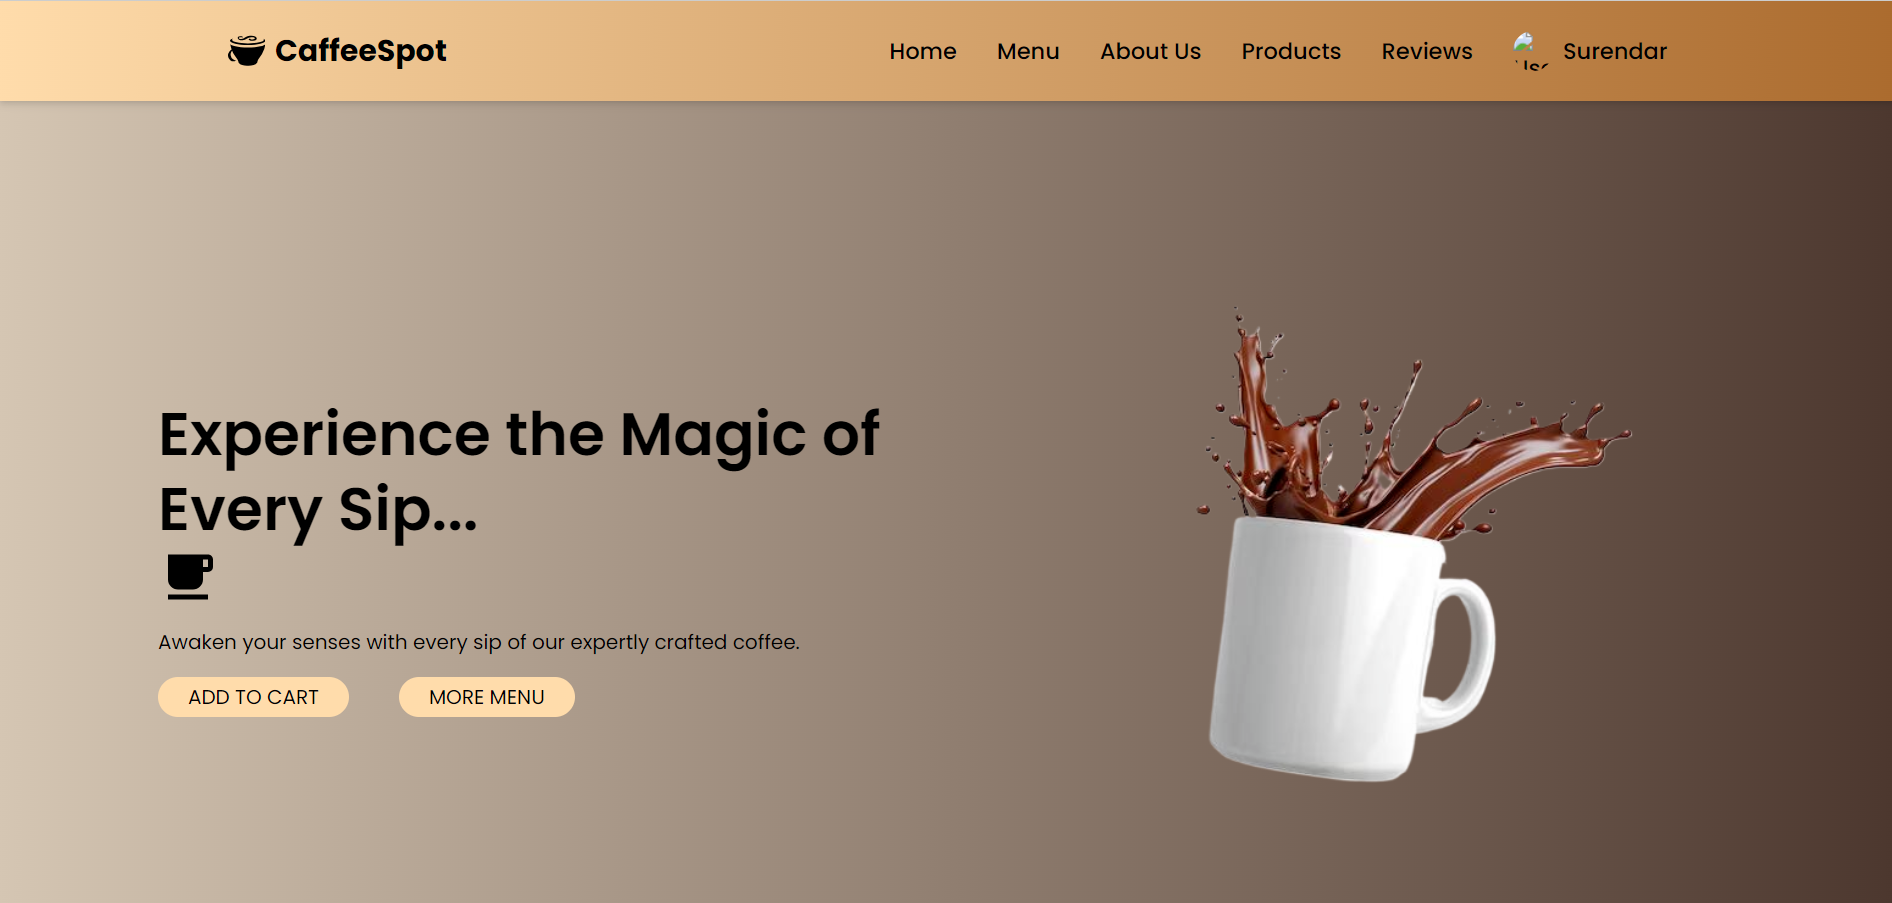 CaffeeSpot
Home Menu About Us Products Reviews Surendar
Experience the Magic of
Every Sip...
Awaken your senses with every sip of our expertly crafted coffee.
ADD TO CART MORE MENU